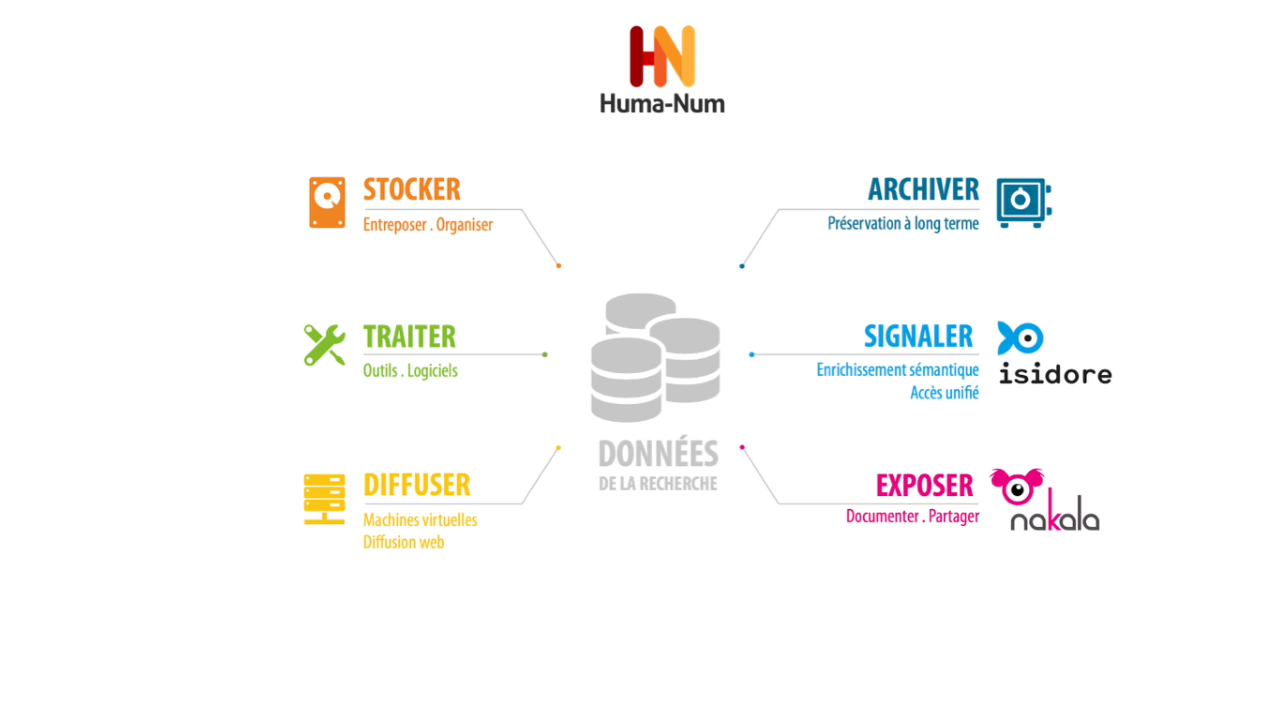 HN
Huma-Num
STOCKER
Entreposer . Organiser
TRAITER
Outils . Logiciels
DIFFUSER
Machines virtuelles
Diffusion web
DONNÉES
DE LA RECHERCHE
ARCHIVER
Préservation à long terme
SIGNALER
Enrichissement sémantique
Accès unifié
isidore
EXPOSER
Documenter . Partager
nakala